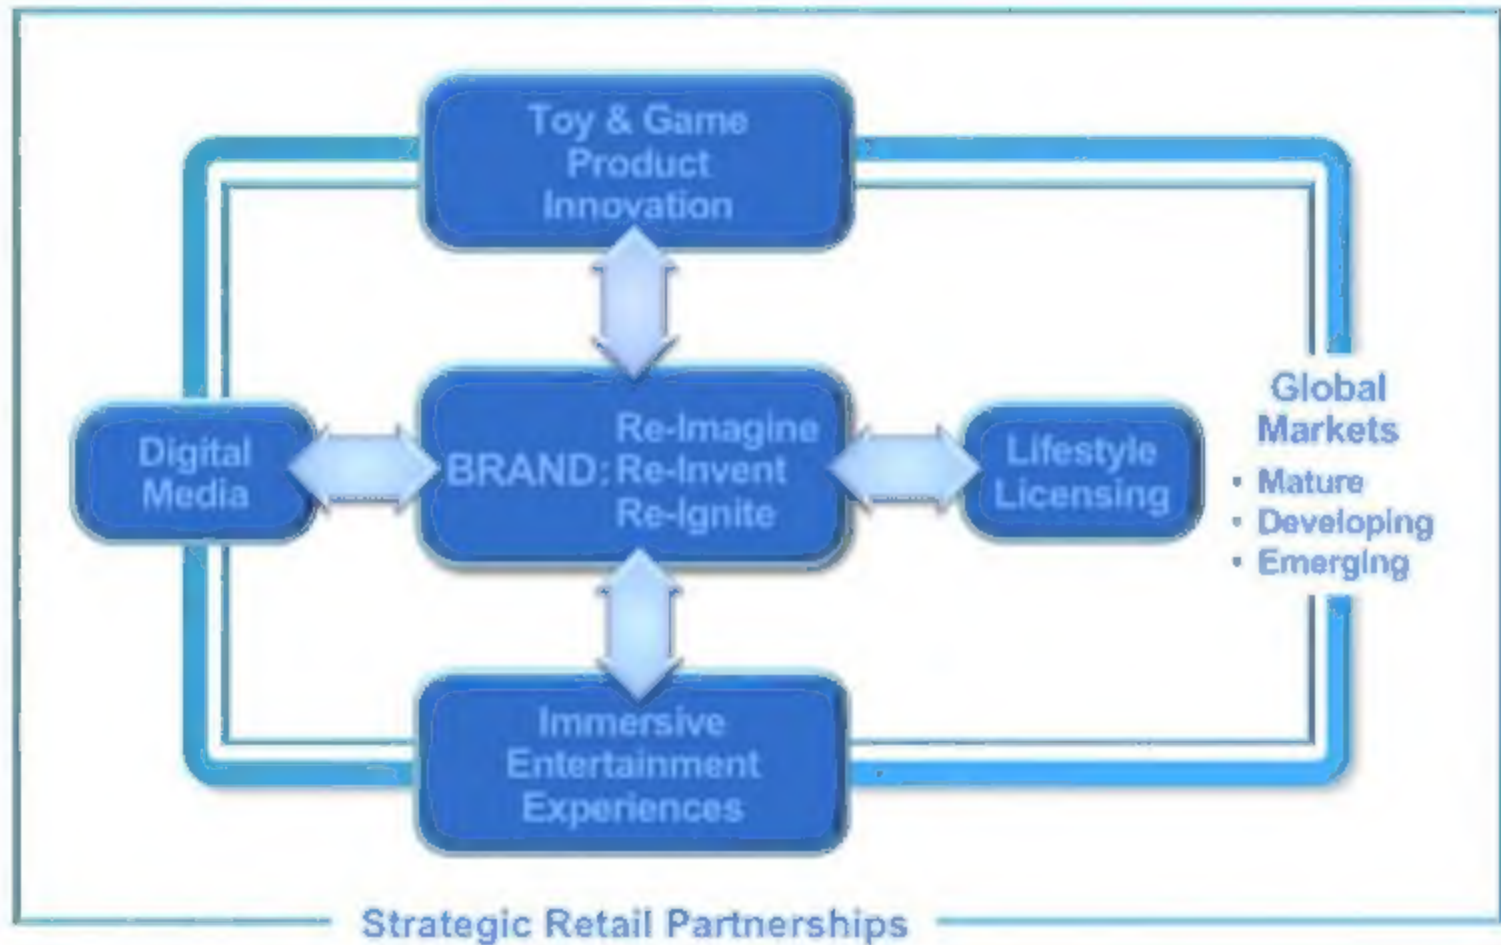 Toy & Game
Product
Innovation
Digital
Media
BRAND: Re-Imagine
Re-Invent
Re-Ignite
Lifestyle
Licensing
Global
Markets
• Mature
• Developing
• Emerging
Immersive
Entertainment
Experiences
Strategic Retail Partnerships